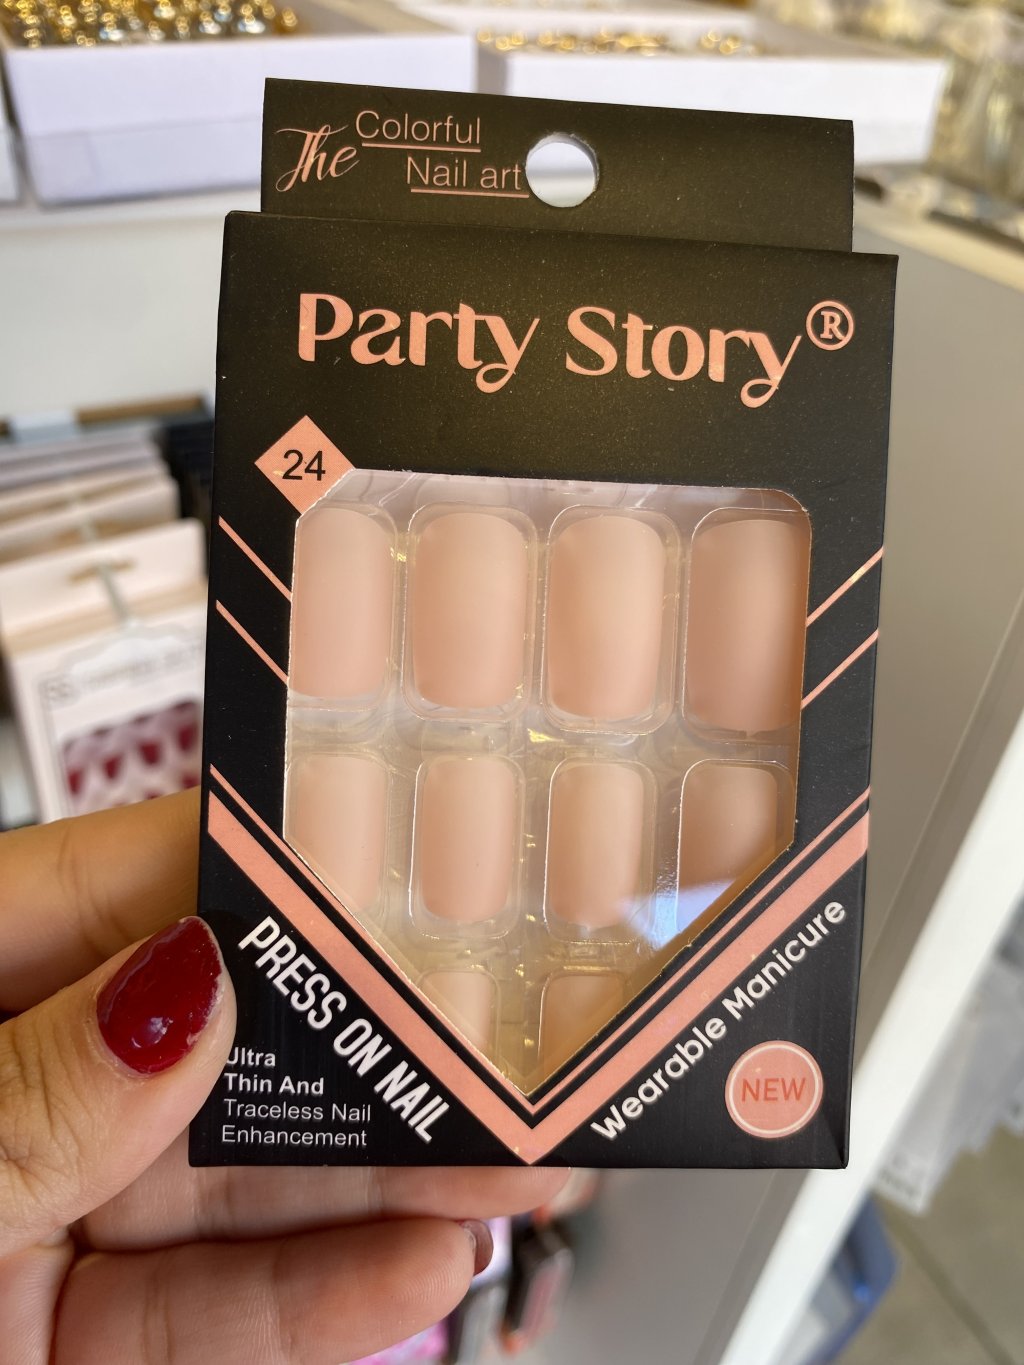 The Colorful
Nail art
Party Story®
24
PRESS ON NAIL
Wearable Manicure
Ultra
Thin And
Traceless Nail
Enhancement
NEW